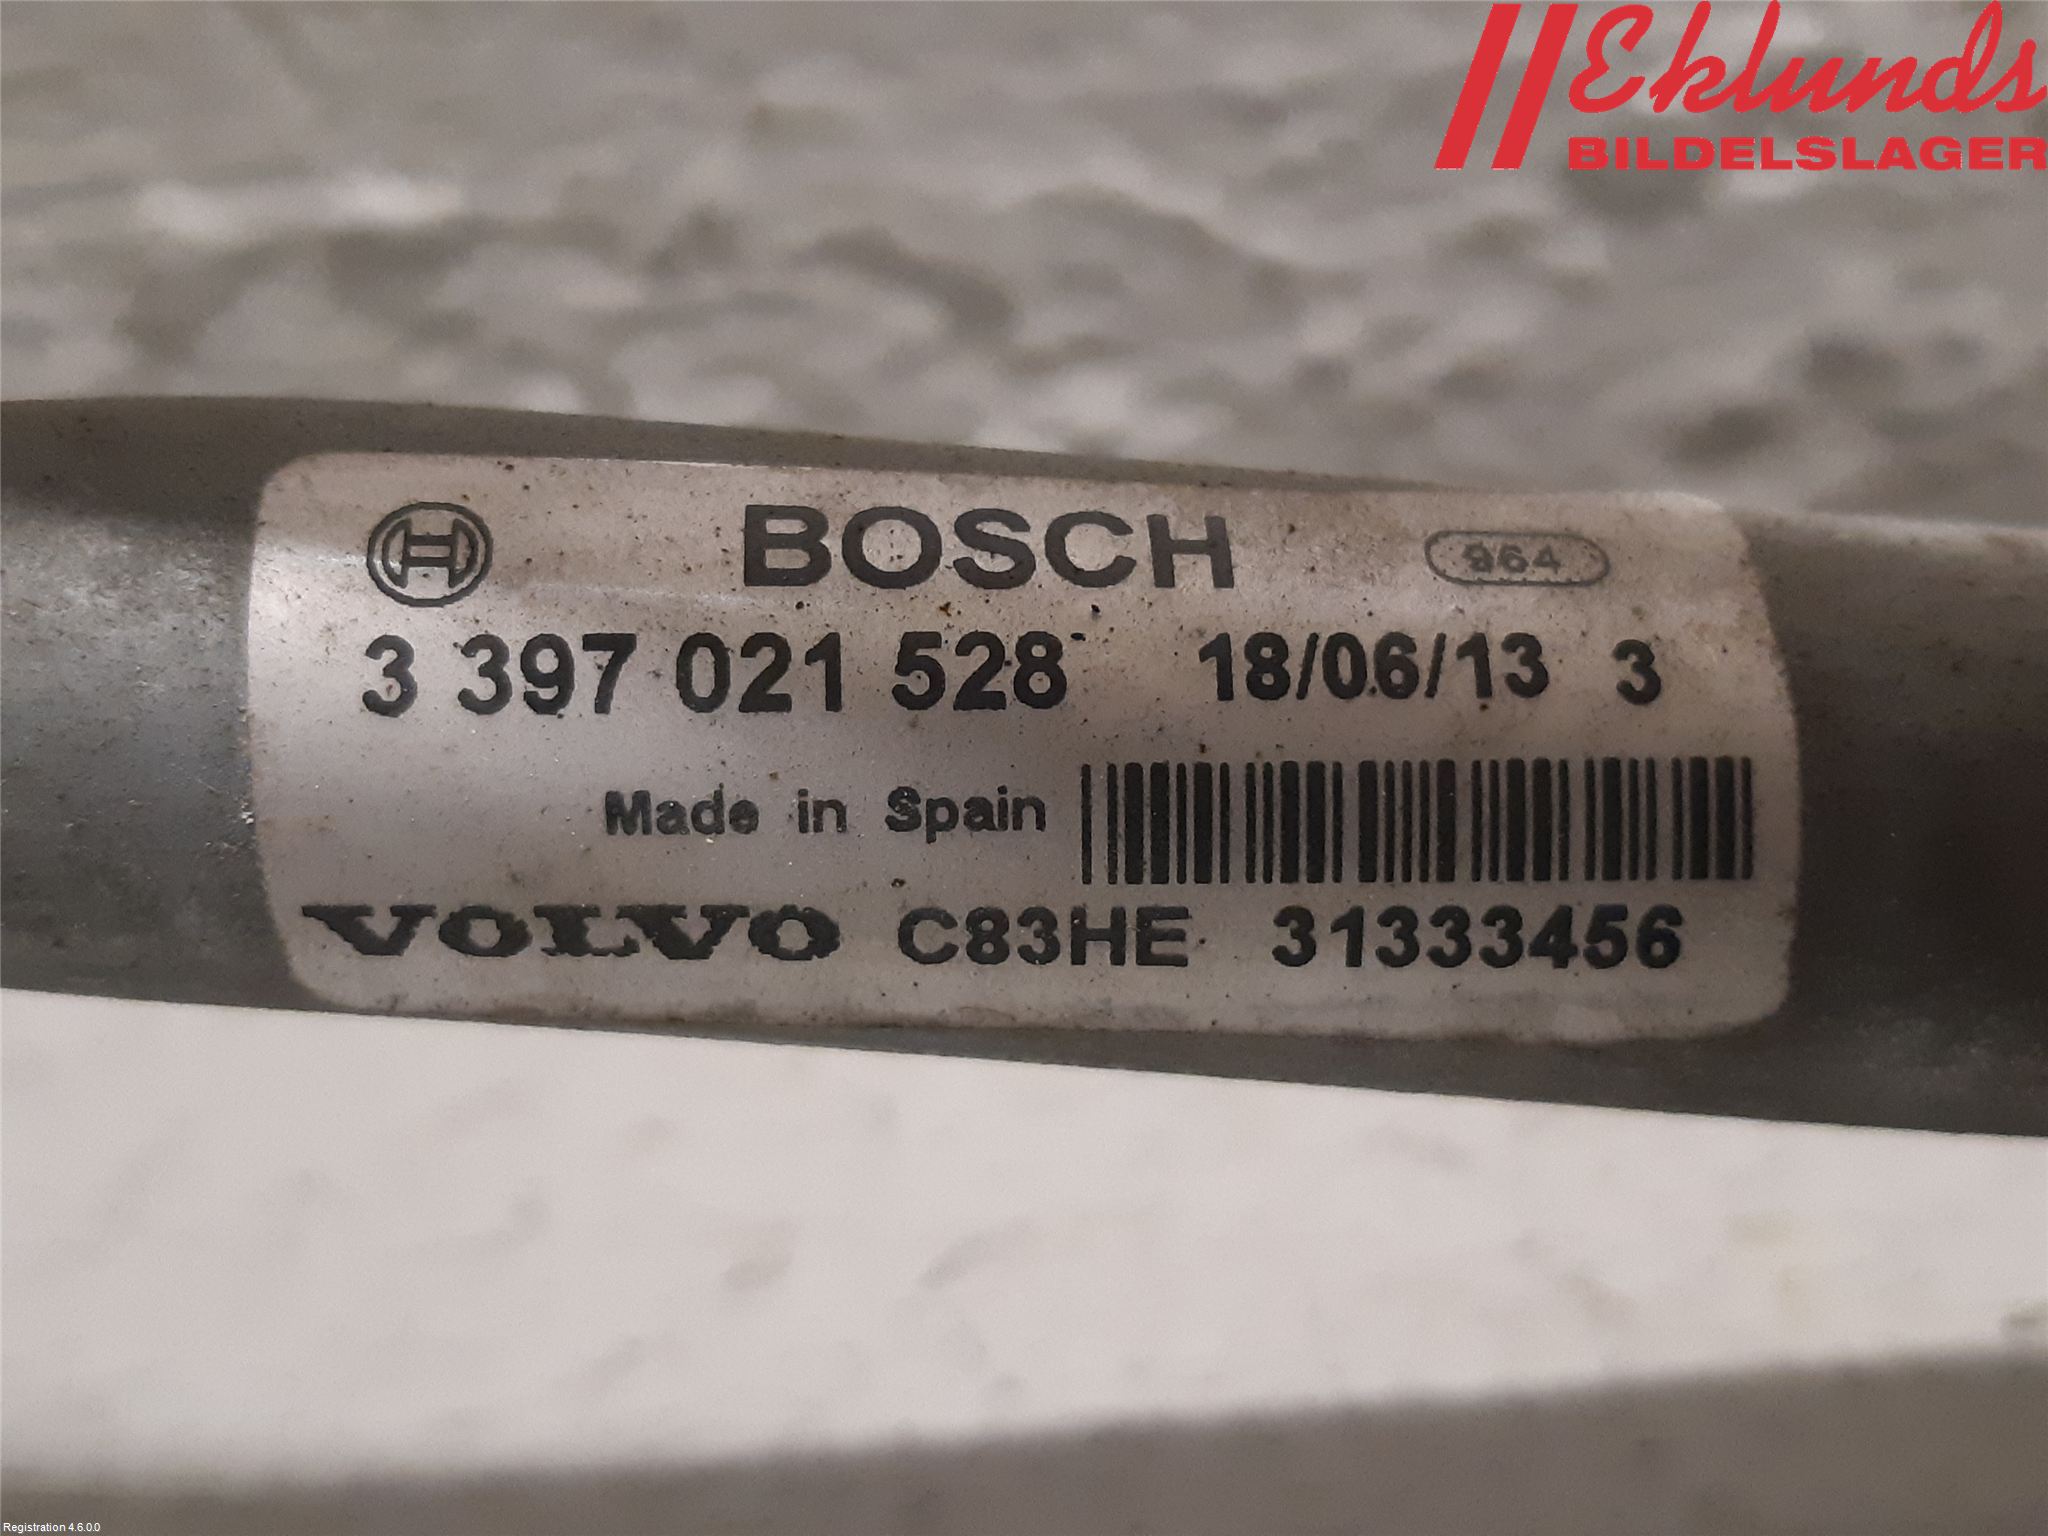 Eklunds
BILDELSLAGER
BOSCH 964
3 397 021 528 18/06/13 3
Made in Spain
VOLVO C83HE 31333456
Registration 4.6.0.0